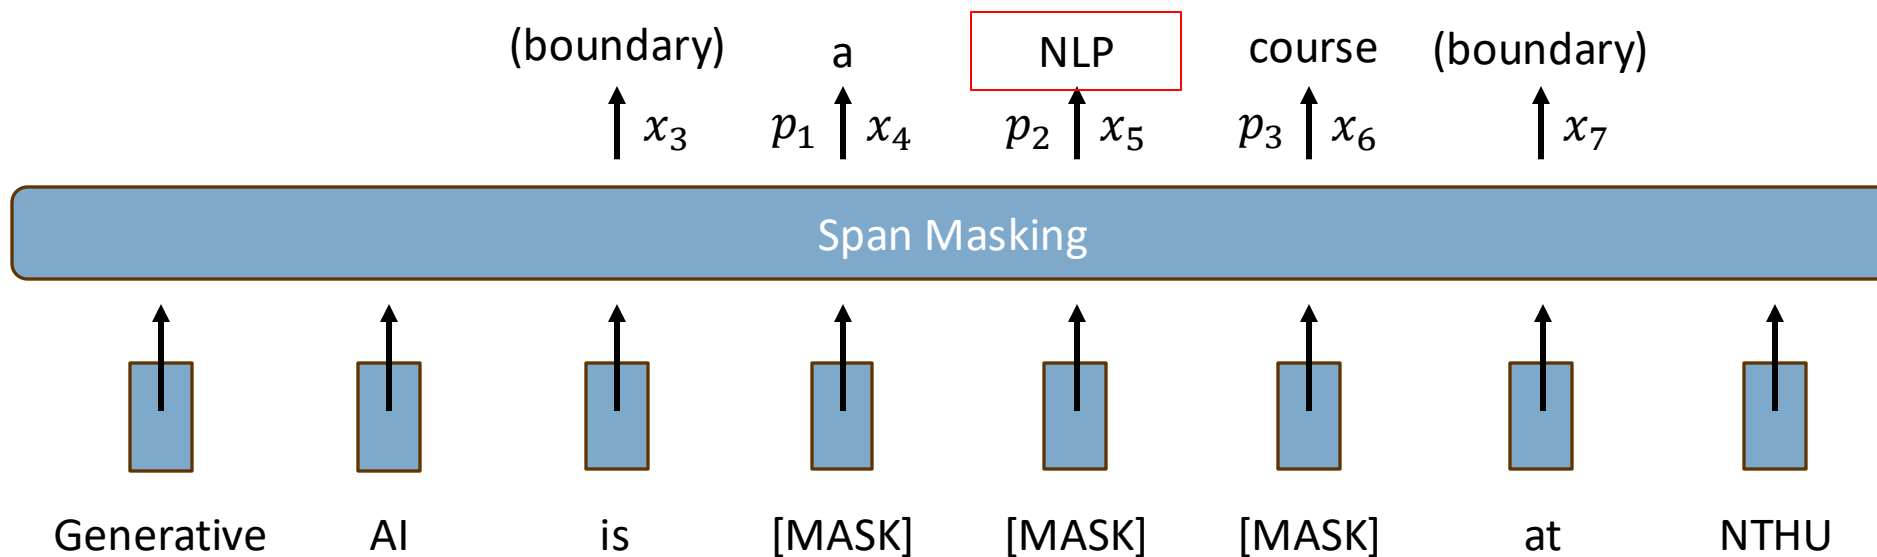 (boundary) a NLP course (boundary)
x₃ p₁ x₄ p₂ x₅ p₃ x₆ x₇
Span Masking
Generative AI is [MASK] [MASK] [MASK] at NTHU